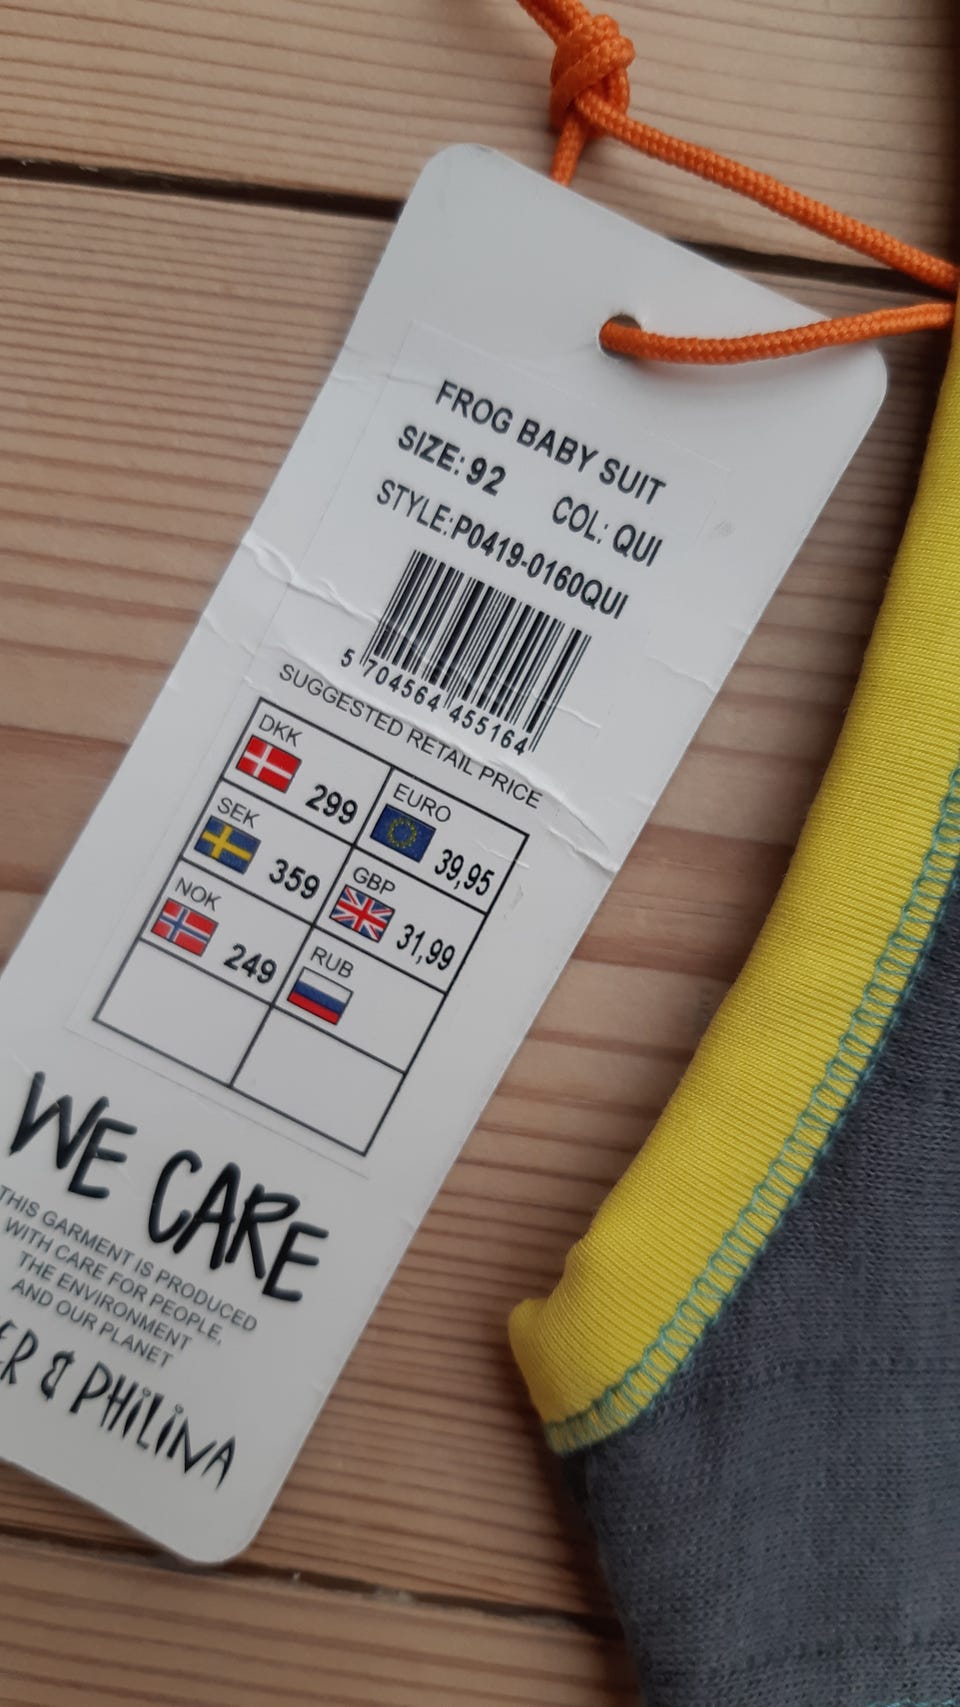 FROG BABY SUIT
SIZE: 92 COL: QUI
STYLE:P0419-0160QUI
5 704564 455164
SUGGESTED RETAIL PRICE
DKK 299
EURO 39,95
SEK 359
GBP 31,99
NOK 249
RUB
WE CARE
THIS GARMENT IS PRODUCED
WITH CARE FOR PEOPLE,
THE ENVIRONMENT
AND OUR PLANET
& PHiLiNA